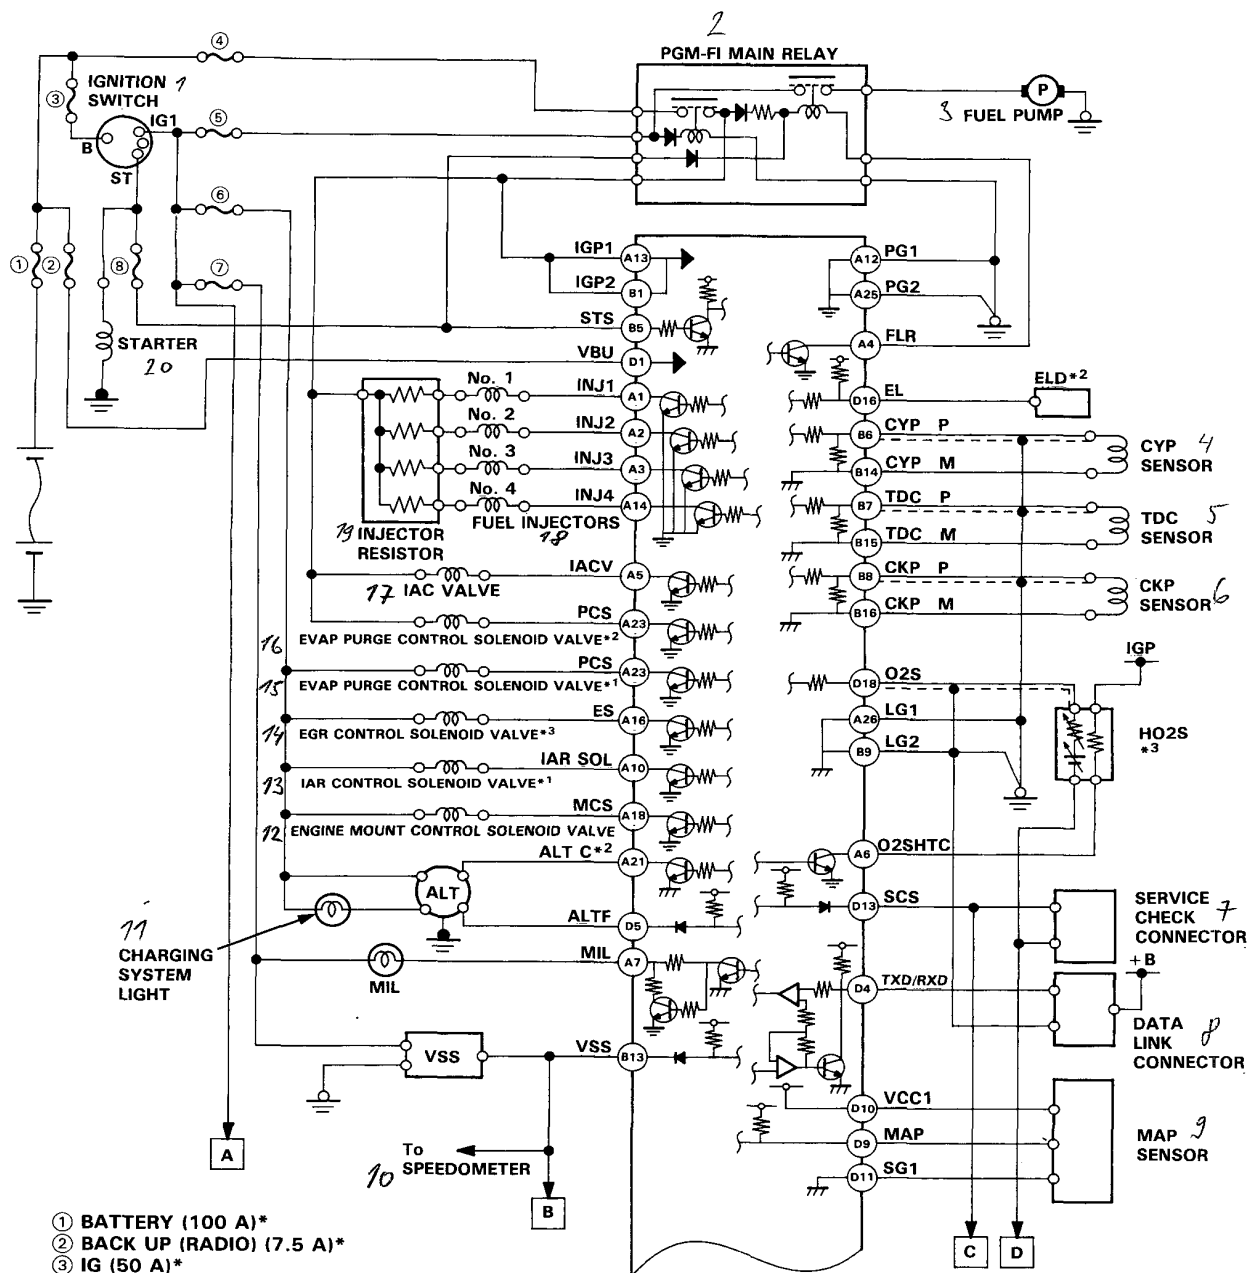 2
PGM-FI MAIN RELAY
④
IGNITION 1
SWITCH
③
IG1
⑤
B
ST
P
3 FUEL PUMP
⑥
①
②
⑧
⑦
STARTER
20
IGP1 A13
IGP2 B1
STS B5
VBU D1
No. 1 INJ1 A1
No. 2 INJ2 A2
No. 3 INJ3 A3
No. 4 INJ4 A14
FUEL INJECTORS
18
19 INJECTOR
RESISTOR
IACV A5
17 IAC VALVE
PCS A23
16 EVAP PURGE CONTROL SOLENOID VALVE*2
PCS A23
15 EVAP PURGE CONTROL SOLENOID VALVE*1
ES A16
14 EGR CONTROL SOLENOID VALVE*3
IAR SOL A10
13 IAR CONTROL SOLENOID VALVE*1
MCS A18
12 ENGINE MOUNT CONTROL SOLENOID VALVE
ALT C*2 A21
ALT
ALTF D5
11
CHARGING
SYSTEM
LIGHT
MIL
MIL A7
VSS
VSS B13
10 To
SPEEDOMETER
A
B
A12 PG1
A25 PG2
A4 FLR
D16 EL
ELD*2
B6 CYP P
B14 CYP M
CYP 4
SENSOR
B7 TDC P
B15 TDC M
TDC 5
SENSOR
B8 CKP P
B16 CKP M
CKP 6
SENSOR
IGP
D18 O2S
A26 LG1
B9 LG2
HO2S
*3
A6 O2SHTC
D13 SCS
SERVICE
CHECK 7
CONNECTOR
+B
D4 TXD/RXD
DATA
LINK 8
CONNECTOR
D10 VCC1
D9 MAP
D11 SG1
MAP 9
SENSOR
C
D
① BATTERY (100 A)*
② BACK UP (RADIO) (7.5 A)*
③ IG (50 A)*